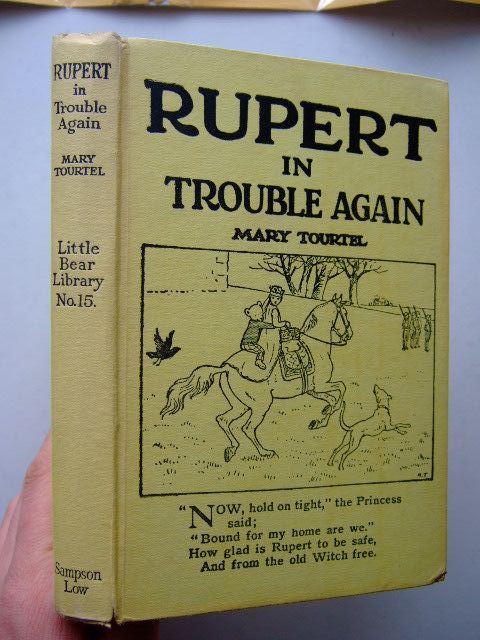 RUPERT
in
Trouble
Again
MARY
TOURTEL
Little
Bear
Library
No. 15.
Sampson
Low
RUPERT
IN
TROUBLE AGAIN
MARY TOURTEL
M.T
"NOW, hold on tight," the Princess
said;
"Bound for my home are we."
How glad is Rupert to be safe,
And from the old Witch free.